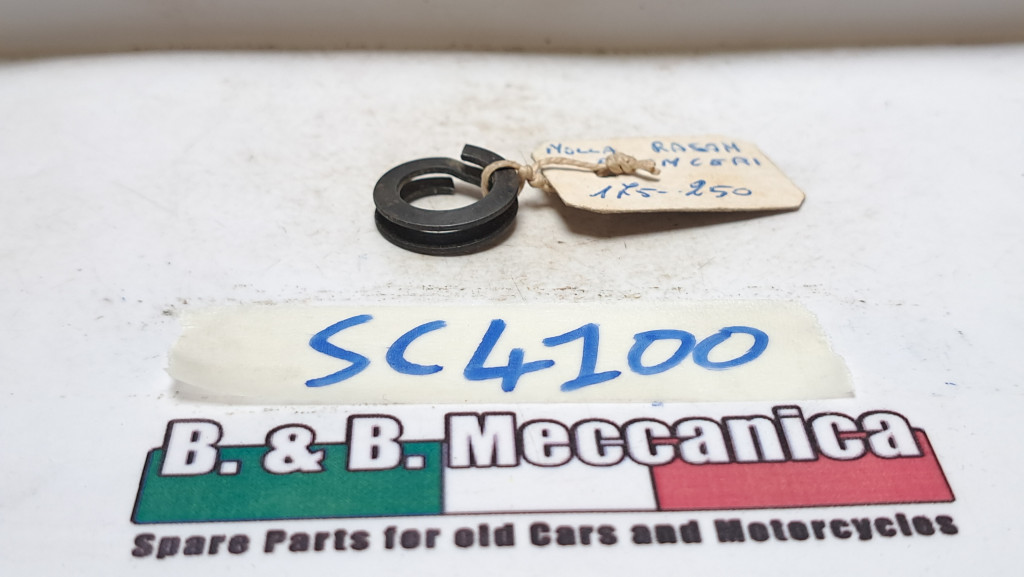 MOLLA
175-250
SC4100
B. & B. Meccanica
Spare Parts for old Cars and Motorcycles